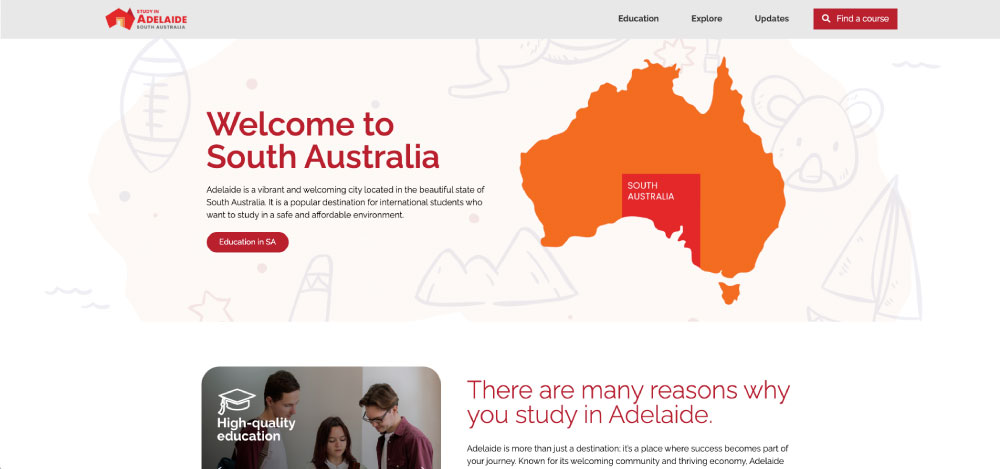 STUDY IN
ADELAIDE
SOUTH AUSTRALIA
Education
Explore
Updates
Find a course
Welcome to
South Australia
Adelaide is a vibrant and welcoming city located in the beautiful state of
South Australia. It is a popular destination for international students who
want to study in a safe and affordable environment.
Education in SA
SOUTH
AUSTRALIA
High-quality
education
There are many reasons why
you study in Adelaide.
Adelaide is more than just a destination; it's a place where success becomes part of
your journey. Known for its welcoming community and thriving economy, Adelaide